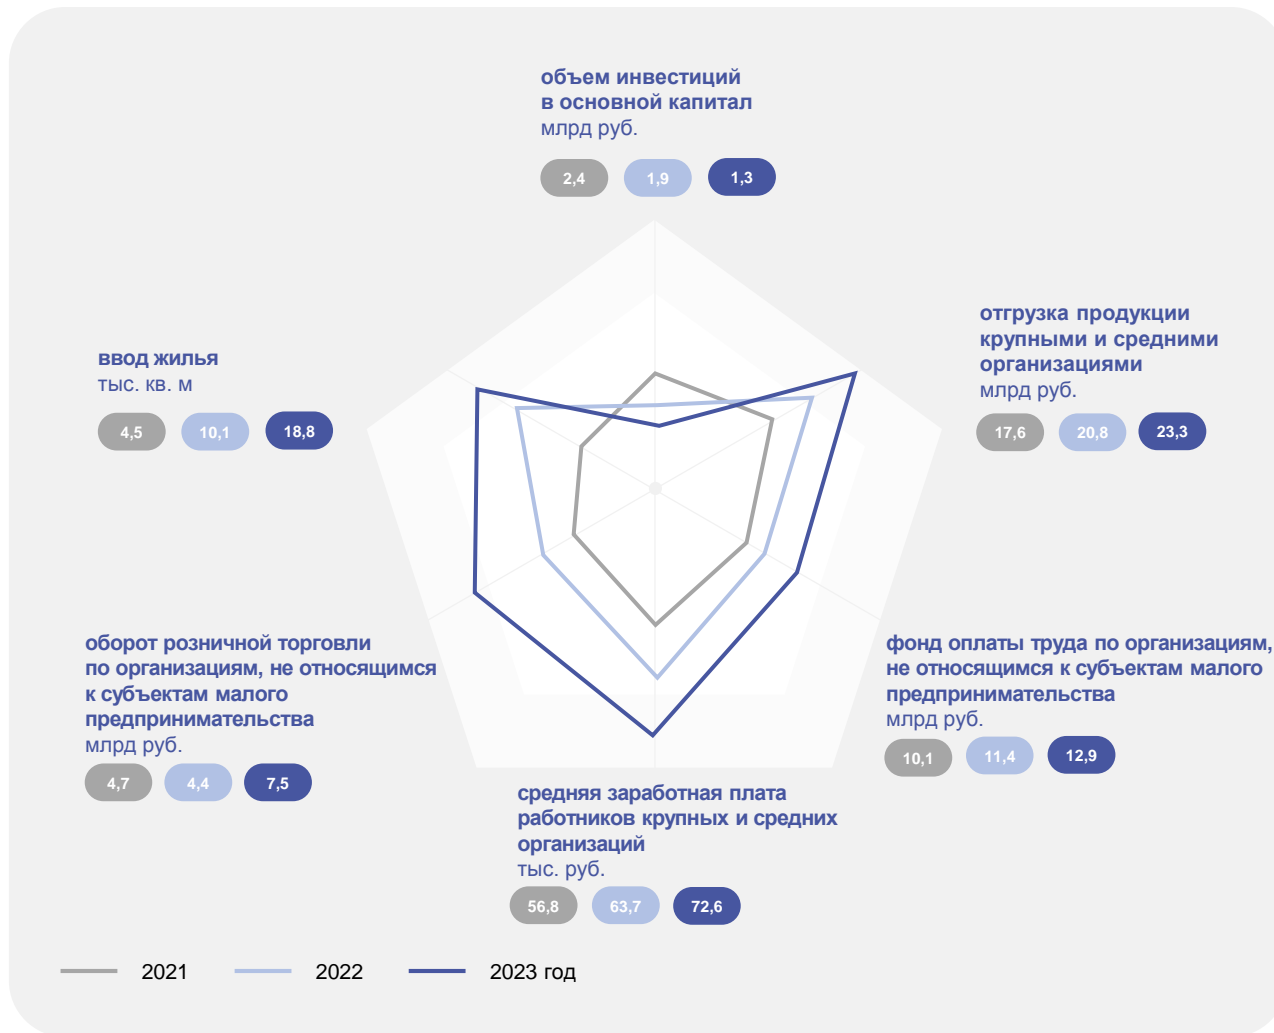 объем инвестиций
в основной капитал
млрд руб.
2,4 1,9 1,3
отгрузка продукции
крупными и средними
организациями
млрд руб.
17,6 20,8 23,3
ввод жилья
тыс. кв. м
4,5 10,1 18,8
оборот розничной торговли
по организациям, не относящимся
к субъектам малого
предпринимательства
млрд руб.
4,7 4,4 7,5
фонд оплаты труда по организациям,
не относящимся к субъектам малого
предпринимательства
млрд руб.
10,1 11,4 12,9
средняя заработная плата
работников крупных и средних
организаций
тыс. руб.
56,8 63,7 72,6
2021 2022 2023 год